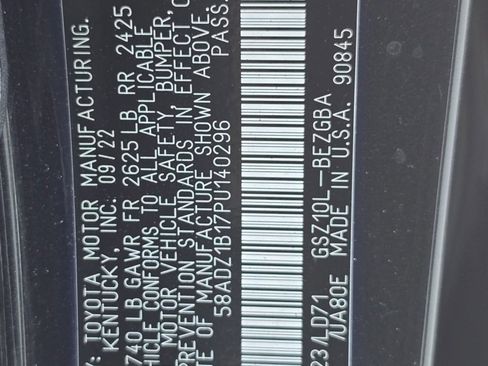 Y: TOYOTA MOTOR MANUFACTURING.
KENTUCKY, INC. 09/22
740 LB GAWR FR 2625 LB RR 2425
HICLE CONFORMS TO ALL APPLICABLE
MOTOR VEHICLE SAFETY, BUMPER,
PREVENTION STANDARDS IN EFFECT O
TE OF MANUFACTURE SHOWN ABOVE.
58ADZ1B17PU140296 PASS.
23/LD71 GSZ10L-BEZGBA
/UA80E MADE IN U.S.A. 90845